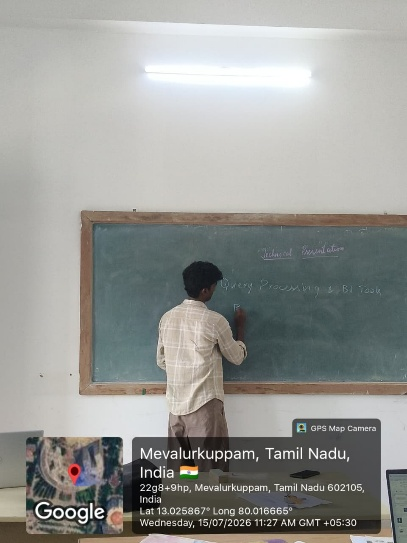 Technical Presentation
Query Processing & BI Tools
GPS Map Camera
Google
Mevalurkuppam, Tamil Nadu,
India 🇮🇳
22g8+9hp, Mevalurkuppam, Tamil Nadu 602105,
India
Lat 13.025867° Long 80.016665°
Wednesday, 15/07/2026 11:27 AM GMT +05:30